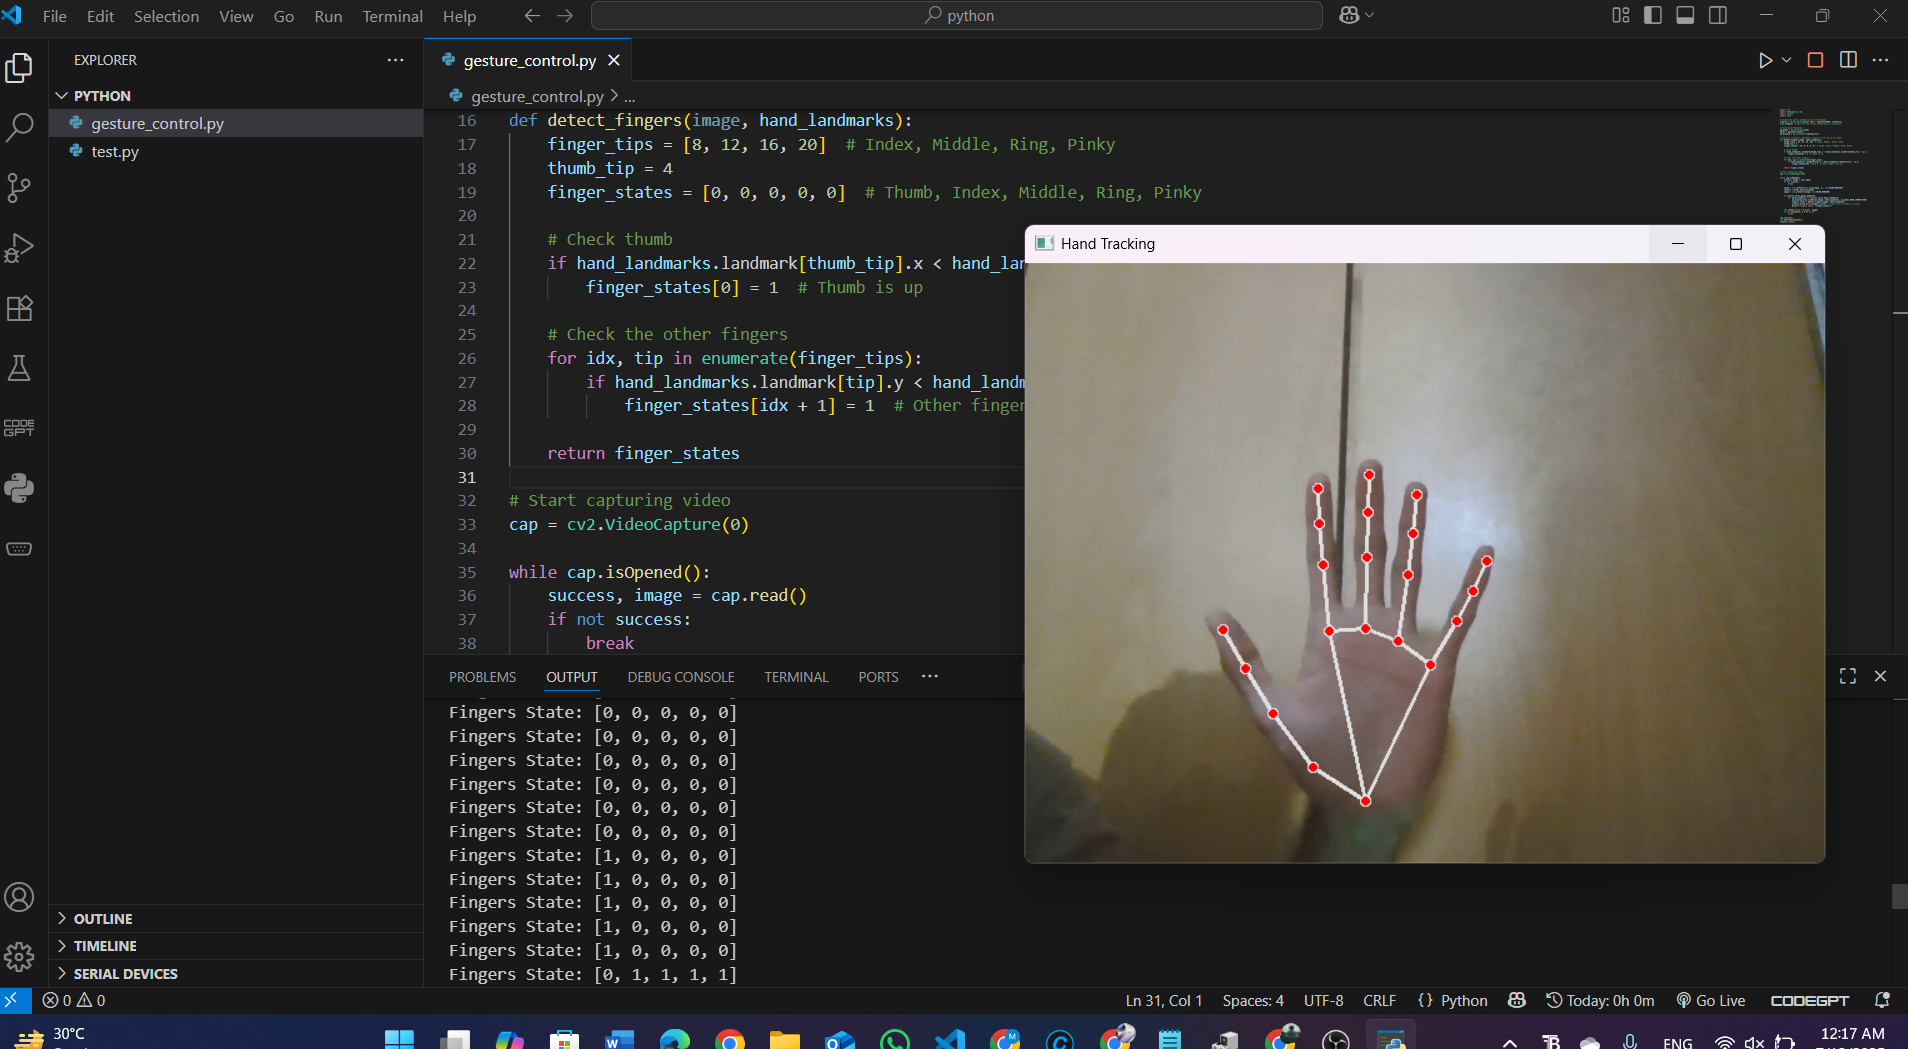 File Edit Selection View Go Run Terminal Help
python
EXPLORER
PYTHON
gesture_control.py
test.py
OUTLINE
TIMELINE
SERIAL DEVICES
CODE
GPT
gesture_control.py
gesture_control.py > ...
16 def detect_fingers(image, hand_landmarks):
17 finger_tips = [8, 12, 16, 20] # Index, Middle, Ring, Pinky
18 thumb_tip = 4
19 finger_states = [0, 0, 0, 0, 0] # Thumb, Index, Middle, Ring, Pinky
20
21 # Check thumb
22 if hand_landmarks.landmark[thumb_tip].x < hand_lan
23 finger_states[0] = 1 # Thumb is up
24
25 # Check the other fingers
26 for idx, tip in enumerate(finger_tips):
27 if hand_landmarks.landmark[tip].y < hand_landm
28 finger_states[idx + 1] = 1 # Other finger
29
30 return finger_states
31
32 # Start capturing video
33 cap = cv2.VideoCapture(0)
34
35 while cap.isOpened():
36 success, image = cap.read()
37 if not success:
38 break
Hand Tracking
PROBLEMS OUTPUT DEBUG CONSOLE TERMINAL PORTS ...
Fingers State: [0, 0, 0, 0, 0]
Fingers State: [0, 0, 0, 0, 0]
Fingers State: [0, 0, 0, 0, 0]
Fingers State: [0, 0, 0, 0, 0]
Fingers State: [0, 0, 0, 0, 0]
Fingers State: [0, 0, 0, 0, 0]
Fingers State: [1, 0, 0, 0, 0]
Fingers State: [1, 0, 0, 0, 0]
Fingers State: [1, 0, 0, 0, 0]
Fingers State: [1, 0, 0, 0, 0]
Fingers State: [1, 0, 0, 0, 0]
Fingers State: [0, 1, 1, 1, 1]
0 0 Ln 31, Col 1 Spaces: 4 UTF-8 CRLF {} Python Today: 0h 0m Go Live CODEGPT
30°C
ENG
12:17 AM